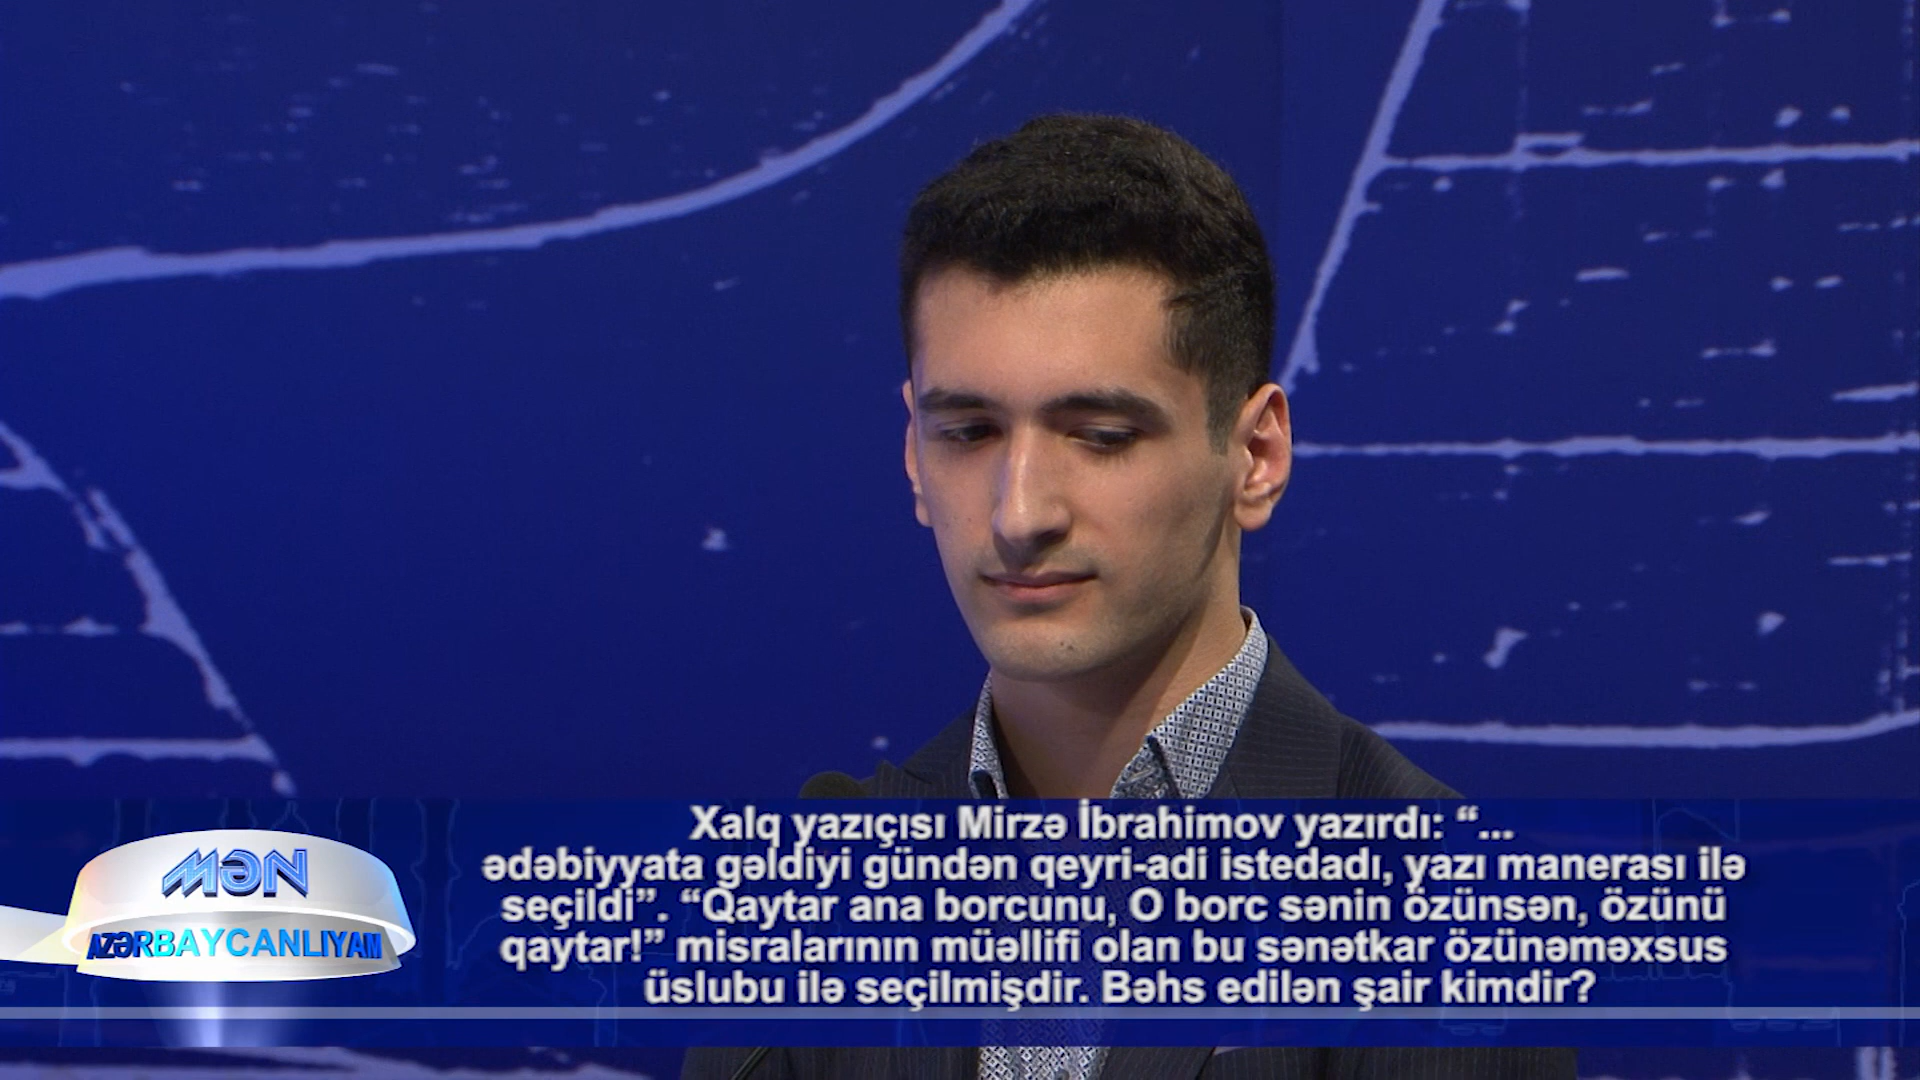 Xalq yazıçısı Mirzə İbrahimov yazırdı: “...
ədəbiyyata gəldiyi gündən qeyri-adi istedadı, yazı manerası ilə
seçildi”. “Qaytar ana borcunu, O borc sənin özünsən, özünü
qaytar!” misralarının müəllifi olan bu sənətkar özünəməxsus
üslubu ilə seçilmişdir. Bəhs edilən şair kimdir?
MƏN
AZƏRBAYCANLIYAM